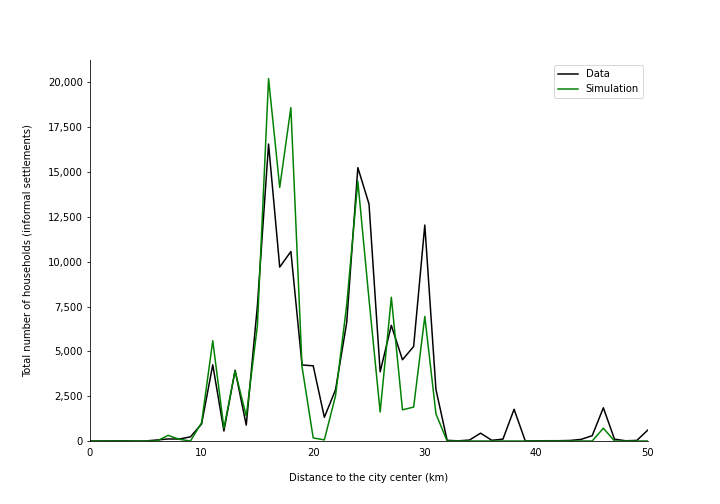 Data
Simulation
20,000
17,500
15,000
12,500
10,000
7,500
5,000
2,500
0
Total number of households (informal settlements)
0 10 20 30 40 50
Distance to the city center (km)